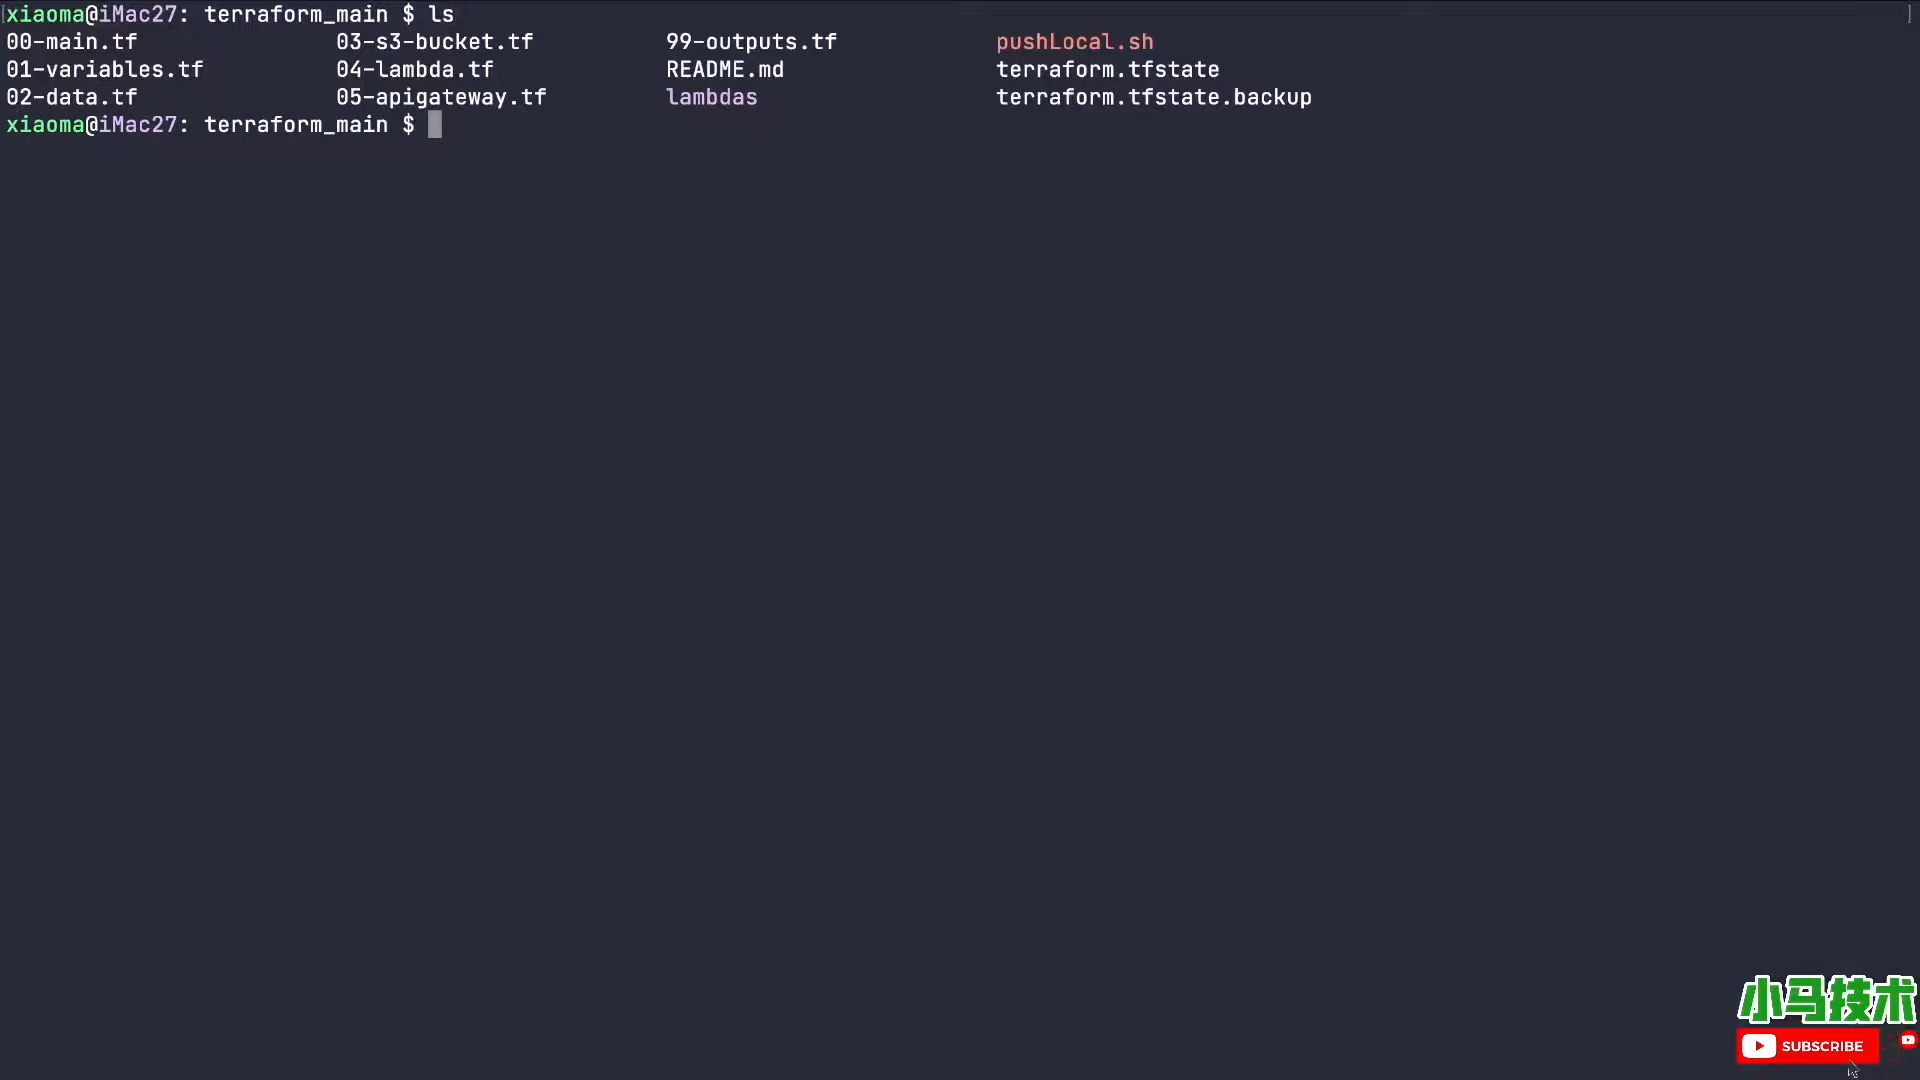 xiaoma@iMac27: terraform_main $ ls
00-main.tf 03-s3-bucket.tf 99-outputs.tf pushLocal.sh
01-variables.tf 04-lambda.tf README.md terraform.tfstate
02-data.tf 05-apigateway.tf lambdas terraform.tfstate.backup
xiaoma@iMac27: terraform_main $
小马技术
SUBSCRIBE